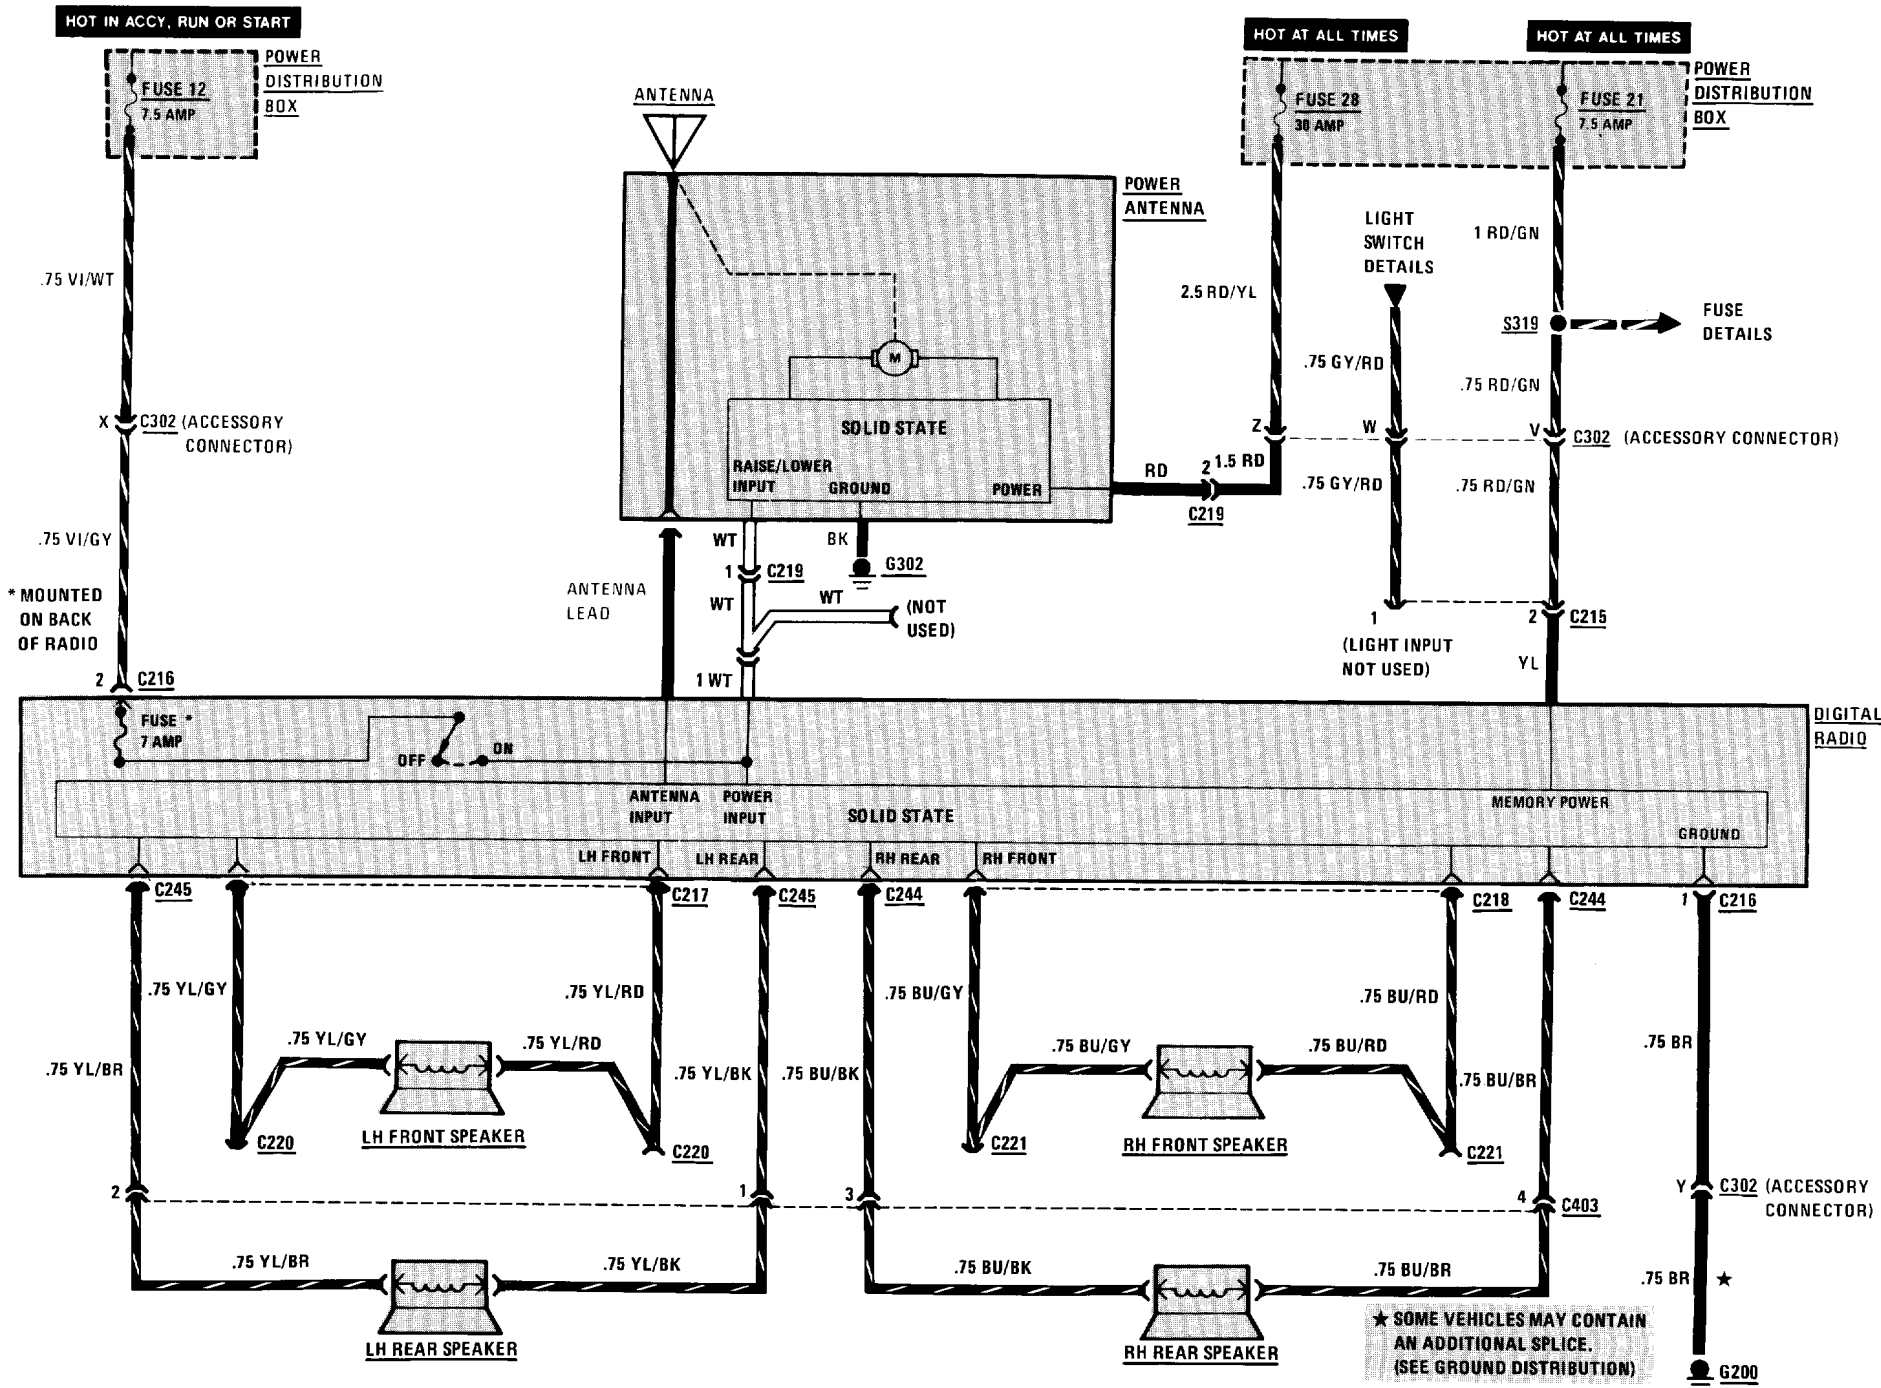 HOT IN ACCY, RUN OR START
HOT AT ALL TIMES
HOT AT ALL TIMES
FUSE 12
7.5 AMP
POWER
DISTRIBUTION
BOX
ANTENNA
FUSE 28
30 AMP
FUSE 21
7.5 AMP
POWER
DISTRIBUTION
BOX
POWER
ANTENNA
.75 VI/WT
LIGHT
SWITCH
DETAILS
1 RD/GN
2.5 RD/YL
S319
FUSE
DETAILS
M
.75 GY/RD
.75 RD/GN
X
C302 (ACCESSORY
CONNECTOR)
SOLID STATE
RAISE/LOWER
INPUT
GROUND
POWER
Z
W
V
C302 (ACCESSORY CONNECTOR)
RD
2
1.5 RD
C219
.75 GY/RD
.75 RD/GN
.75 VI/GY
WT
BK
G302
1
C219
ANTENNA
LEAD
WT
WT
(NOT
USED)
* MOUNTED
ON BACK
OF RADIO
1
2
C215
(LIGHT INPUT
NOT USED)
YL
2
C216
1 WT
FUSE *
7 AMP
OFF
ON
DIGITAL
RADIO
ANTENNA
INPUT
POWER
INPUT
SOLID STATE
MEMORY POWER
GROUND
LH FRONT
LH REAR
RH REAR
RH FRONT
C245
C217
C245
C244
C218
C244
1
C216
.75 YL/GY
.75 YL/RD
.75 BU/GY
.75 BU/RD
.75 YL/GY
.75 YL/RD
.75 BU/GY
.75 BU/RD
.75 BR
.75 YL/BR
.75 YL/BK
.75 BU/BK
.75 BU/BR
C220
LH FRONT SPEAKER
C220
C221
RH FRONT SPEAKER
C221
2
1
3
4
C403
Y
C302 (ACCESSORY
CONNECTOR)
.75 YL/BR
.75 YL/BK
.75 BU/BK
.75 BU/BR
.75 BR ★
LH REAR SPEAKER
RH REAR SPEAKER
★ SOME VEHICLES MAY CONTAIN
AN ADDITIONAL SPLICE.
(SEE GROUND DISTRIBUTION)
G200